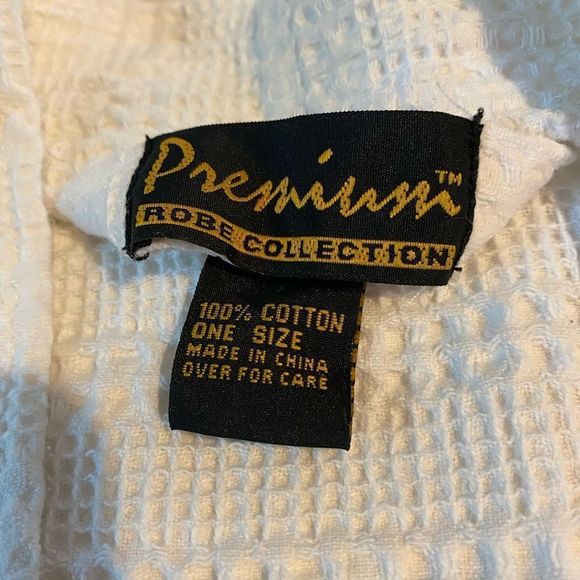 Premium™
ROBE COLLECTION
100% COTTON
ONE SIZE
MADE IN CHINA
OVER FOR CARE